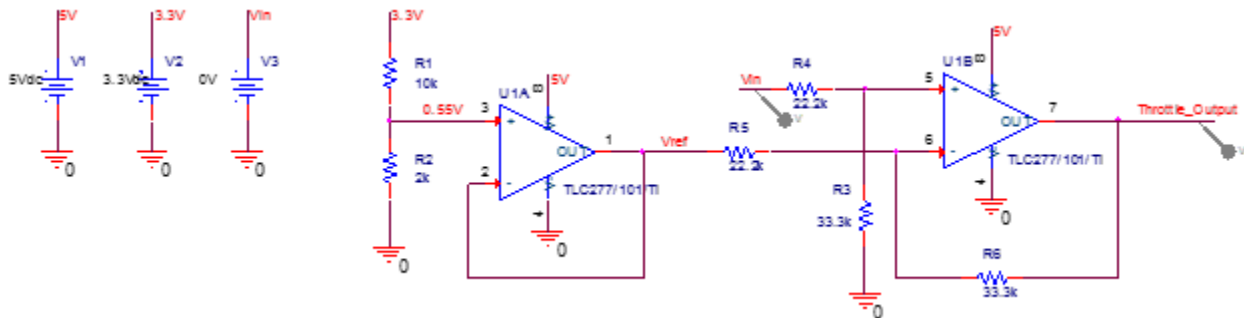 5V
3.3V
Vin
V1
V2
V3
5Vdc
3.3Vdc
0V
0
0
0
3.3V
R1
10k
0.55V
R2
2k
0
U1A
8
5V
3
+
2
-
OUT
1
4
TLC277/101/TI
0
Vref
R5
22.2k
Vin
R4
22.2k
V
R3
33.3k
0
U1B
8
5V
5
+
6
-
OUT
7
4
TLC277/101/TI
0
R6
33.3k
Throttle_Output
V